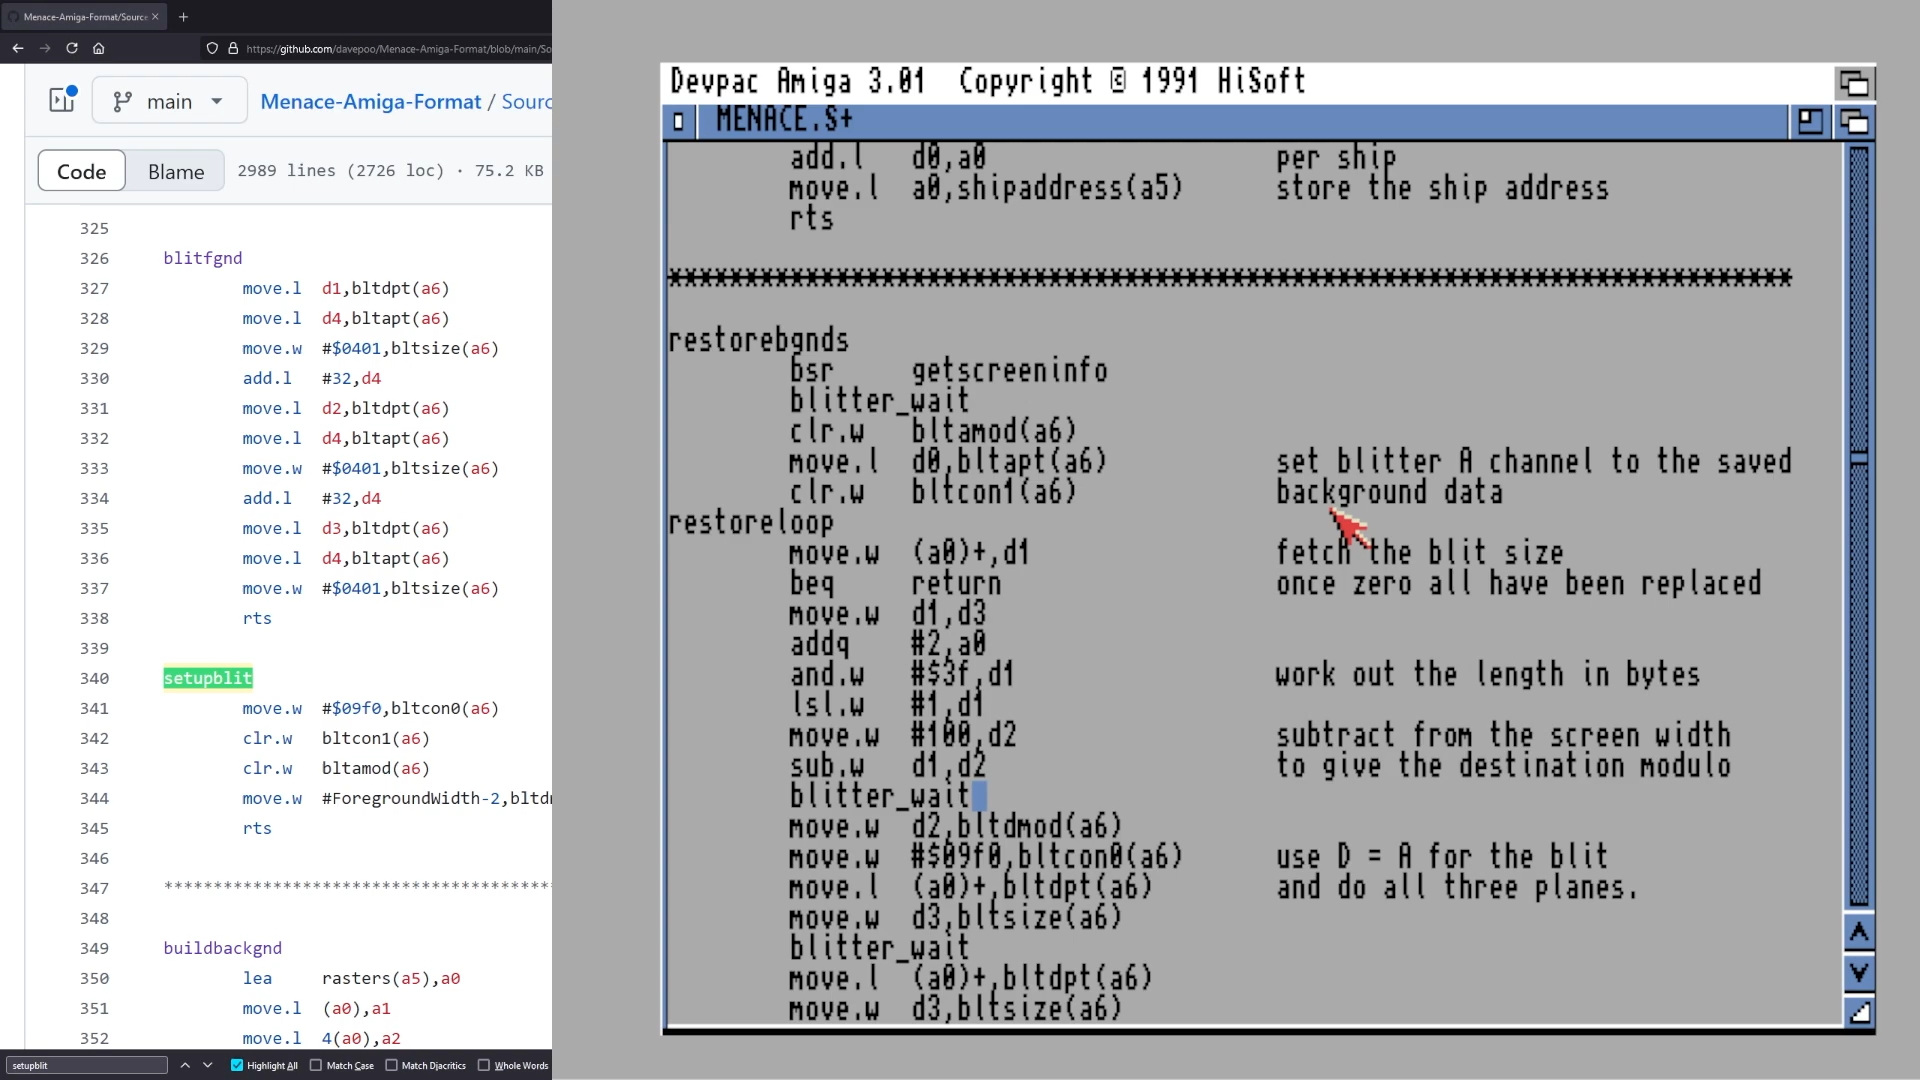 Menace-Amiga-Format/Source
https://github.com/davepoo/Menace-Amiga-Format/blob/main/So
main
Menace-Amiga-Format / Sourc
Code Blame 2989 lines (2726 loc) · 75.2 KB
325
326 blitfgnd
327 move.l d1,bltdpt(a6)
328 move.l d4,bltapt(a6)
329 move.w #$0401,bltsize(a6)
330 add.l #32,d4
331 move.l d2,bltdpt(a6)
332 move.l d4,bltapt(a6)
333 move.w #$0401,bltsize(a6)
334 add.l #32,d4
335 move.l d3,bltdpt(a6)
336 move.l d4,bltapt(a6)
337 move.w #$0401,bltsize(a6)
338 rts
339
340 setupblit
341 move.w #$09f0,bltcon0(a6)
342 clr.w bltcon1(a6)
343 clr.w bltamod(a6)
344 move.w #ForegroundWidth-2,bltd
345 rts
346
347 ***************************************
348
349 buildbackgnd
350 lea rasters(a5),a0
351 move.l (a0),a1
352 move.l 4(a0),a2
setupblit Highlight All Match Case Match Diacritics Whole Words
Devpac Amiga 3.01 Copyright © 1991 HiSoft
MENACE.S+
add.l d0,a0 per ship
move.l a0,shipaddress(a5) store the ship address
rts
**************************************************************************
restorebgnds
bsr getscreeninfo
blitter_wait
clr.w bltamod(a6)
move.l d0,bltapt(a6) set blitter A channel to the saved
clr.w bltcon1(a6) background data
restoreloop
move.w (a0)+,d1 fetch the blit size
beq return once zero all have been replaced
move.w d1,d3
addq #2,a0
and.w #$3f,d1 work out the length in bytes
lsl.w #1,d1
move.w #100,d2 subtract from the screen width
sub.w d1,d2 to give the destination modulo
blitter_wait
move.w d2,bltdmod(a6)
move.w #$09f0,bltcon0(a6) use D = A for the blit
move.l (a0)+,bltdpt(a6) and do all three planes.
move.w d3,bltsize(a6)
blitter_wait
move.l (a0)+,bltdpt(a6)
move.w d3,bltsize(a6)